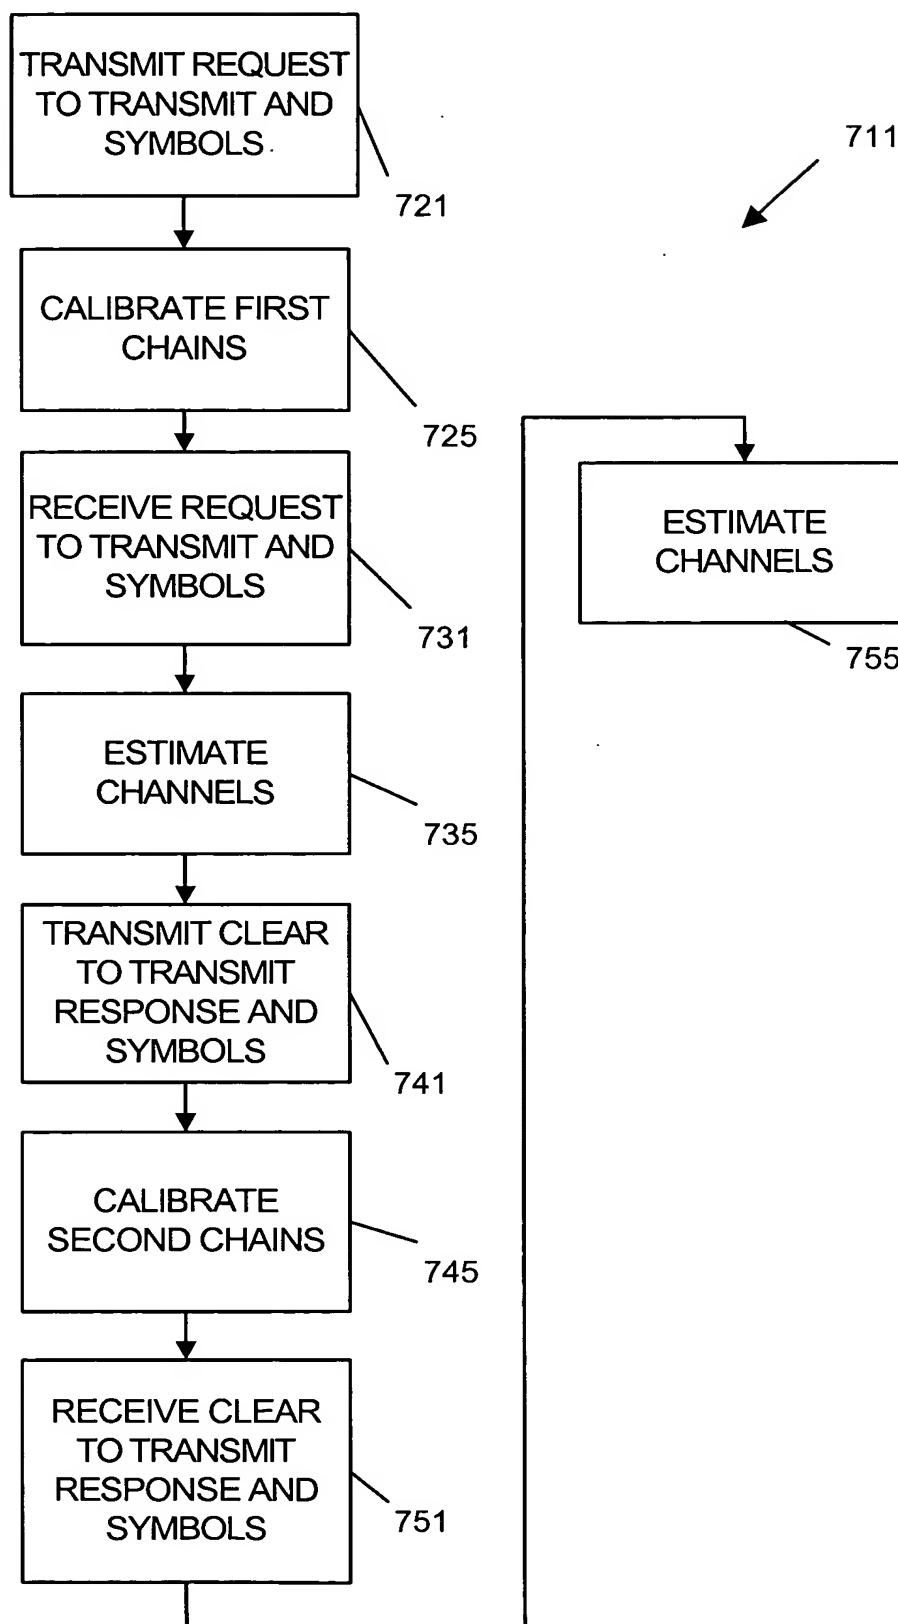 TRANSMIT REQUEST
TO TRANSMIT AND
SYMBOLS
721
711
CALIBRATE FIRST
CHAINS
725
RECEIVE REQUEST
TO TRANSMIT AND
SYMBOLS
731
ESTIMATE
CHANNELS
735
TRANSMIT CLEAR
TO TRANSMIT
RESPONSE AND
SYMBOLS
741
CALIBRATE
SECOND CHAINS
745
RECEIVE CLEAR
TO TRANSMIT
RESPONSE AND
SYMBOLS
751
ESTIMATE
CHANNELS
755